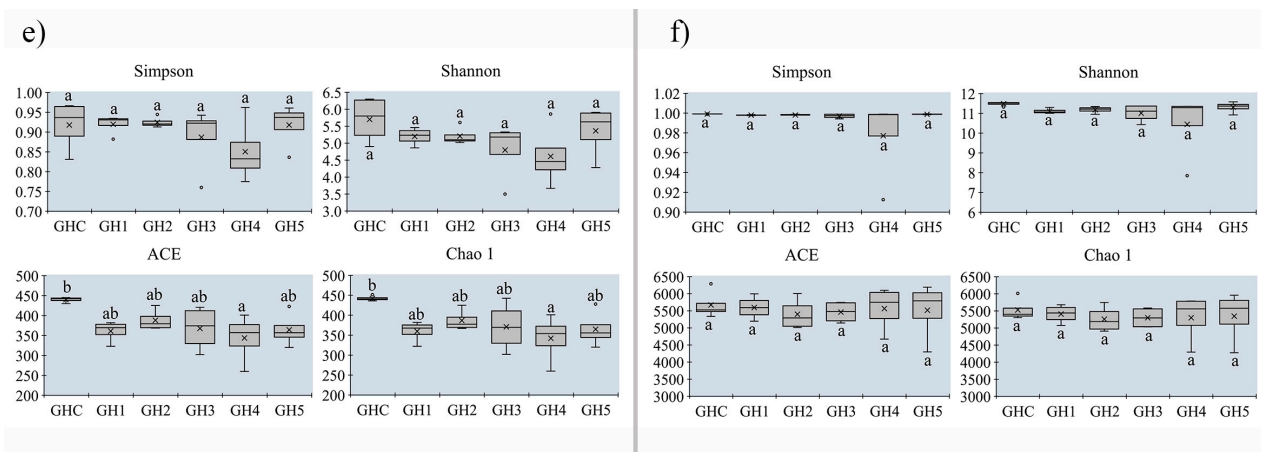 e)
Simpson
1.00
0.95
0.90
0.85
0.80
0.75
0.70
a a a a a a
GHC GH1 GH2 GH3 GH4 GH5
Shannon
6.5
6.0
5.5
5.0
4.5
4.0
3.5
3.0
a a a a a a
GHC GH1 GH2 GH3 GH4 GH5
ACE
500
450
400
350
300
250
200
b ab ab ab a ab
GHC GH1 GH2 GH3 GH4 GH5
Chao 1
500
450
400
350
300
250
200
b ab ab ab a ab
GHC GH1 GH2 GH3 GH4 GH5
f)
Simpson
1.02
1.00
0.98
0.96
0.94
0.92
0.90
a a a a a a
GHC GH1 GH2 GH3 GH4 GH5
Shannon
12
11
10
9
8
7
6
a a a a a a
GHC GH1 GH2 GH3 GH4 GH5
ACE
6500
6000
5500
5000
4500
4000
3500
3000
a a a a a a
GHC GH1 GH2 GH3 GH4 GH5
Chao 1
6500
6000
5500
5000
4500
4000
3500
3000
a a a a a a
GHC GH1 GH2 GH3 GH4 GH5